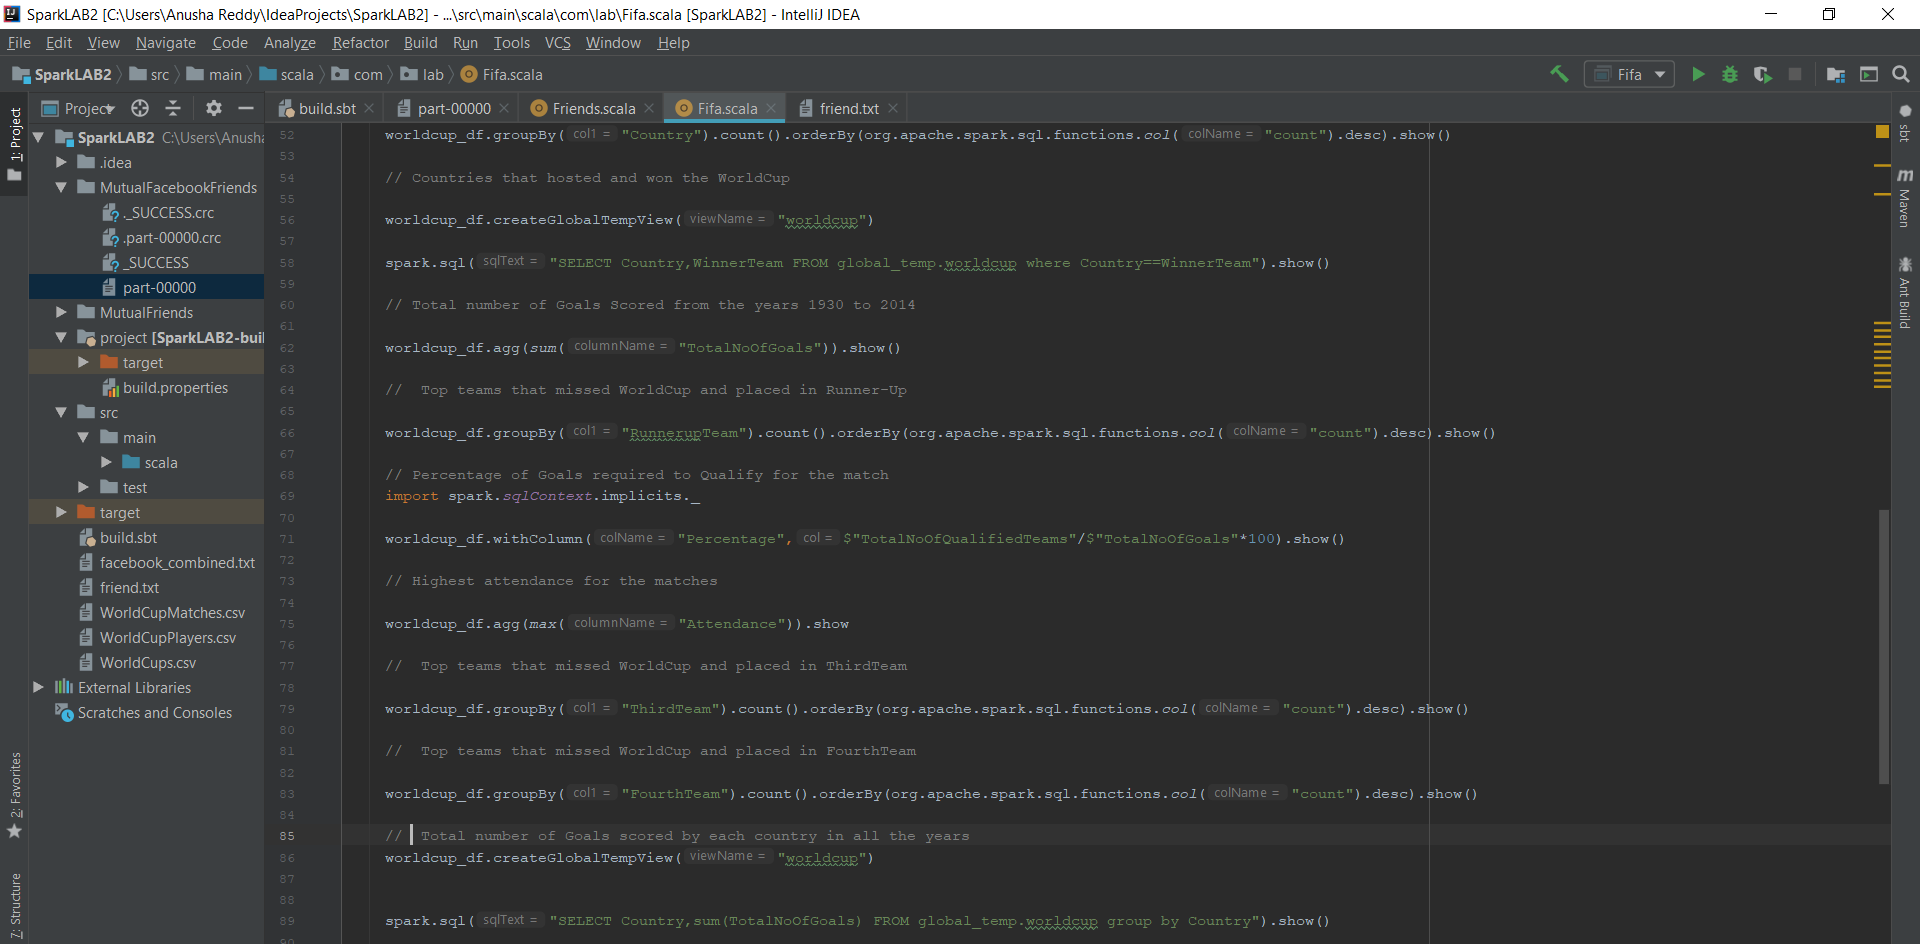 SparkLAB2 [C:\Users\Anusha Reddy\IdeaProjects\SparkLAB2] - ...\src\main\scala\com\lab\Fifa.scala [SparkLAB2] - IntelliJ IDEA
File Edit View Navigate Code Analyze Refactor Build Run Tools VCS Window Help
SparkLAB2 src main scala com lab Fifa.scala Fifa
Project build.sbt part-00000 Friends.scala Fifa.scala friend.txt
1: Project
2: Favorites
7: Structure
SparkLAB2 C:\Users\Anusha
.idea
MutualFacebookFriends
._SUCCESS.crc
.part-00000.crc
_SUCCESS
part-00000
MutualFriends
project [SparkLAB2-buil
target
build.properties
src
main
scala
test
target
build.sbt
facebook_combined.txt
friend.txt
WorldCupMatches.csv
WorldCupPlayers.csv
WorldCups.csv
External Libraries
Scratches and Consoles
52 worldcup_df.groupBy( col1 = "Country").count().orderBy(org.apache.spark.sql.functions.col( colName = "count").desc).show()
53
54 // Countries that hosted and won the WorldCup
55
56 worldcup_df.createGlobalTempView( viewName = "worldcup")
57
58 spark.sql( sqlText = "SELECT Country,WinnerTeam FROM global_temp.worldcup where Country==WinnerTeam").show()
59
60 // Total number of Goals Scored from the years 1930 to 2014
61
62 worldcup_df.agg(sum( columnName = "TotalNoOfGoals")).show()
63
64 //  Top teams that missed WorldCup and placed in Runner-Up
65
66 worldcup_df.groupBy( col1 = "RunnerupTeam").count().orderBy(org.apache.spark.sql.functions.col( colName = "count").desc).show()
67
68 // Percentage of Goals required to Qualify for the match
69 import spark.sqlContext.implicits._
70
71 worldcup_df.withColumn( colName = "Percentage", col = $"TotalNoOfQualifiedTeams"/$"TotalNoOfGoals"*100).show()
72
73 // Highest attendance for the matches
74
75 worldcup_df.agg(max( columnName = "Attendance")).show
76
77 //  Top teams that missed WorldCup and placed in ThirdTeam
78
79 worldcup_df.groupBy( col1 = "ThirdTeam").count().orderBy(org.apache.spark.sql.functions.col( colName = "count").desc).show()
80
81 //  Top teams that missed WorldCup and placed in FourthTeam
82
83 worldcup_df.groupBy( col1 = "FourthTeam").count().orderBy(org.apache.spark.sql.functions.col( colName = "count").desc).show()
84
85 //  Total number of Goals scored by each country in all the years
86 worldcup_df.createGlobalTempView( viewName = "worldcup")
87
88
89 spark.sql( sqlText = "SELECT Country,sum(TotalNoOfGoals) FROM global_temp.worldcup group by Country").show()
90
sbt
Maven
Ant Build